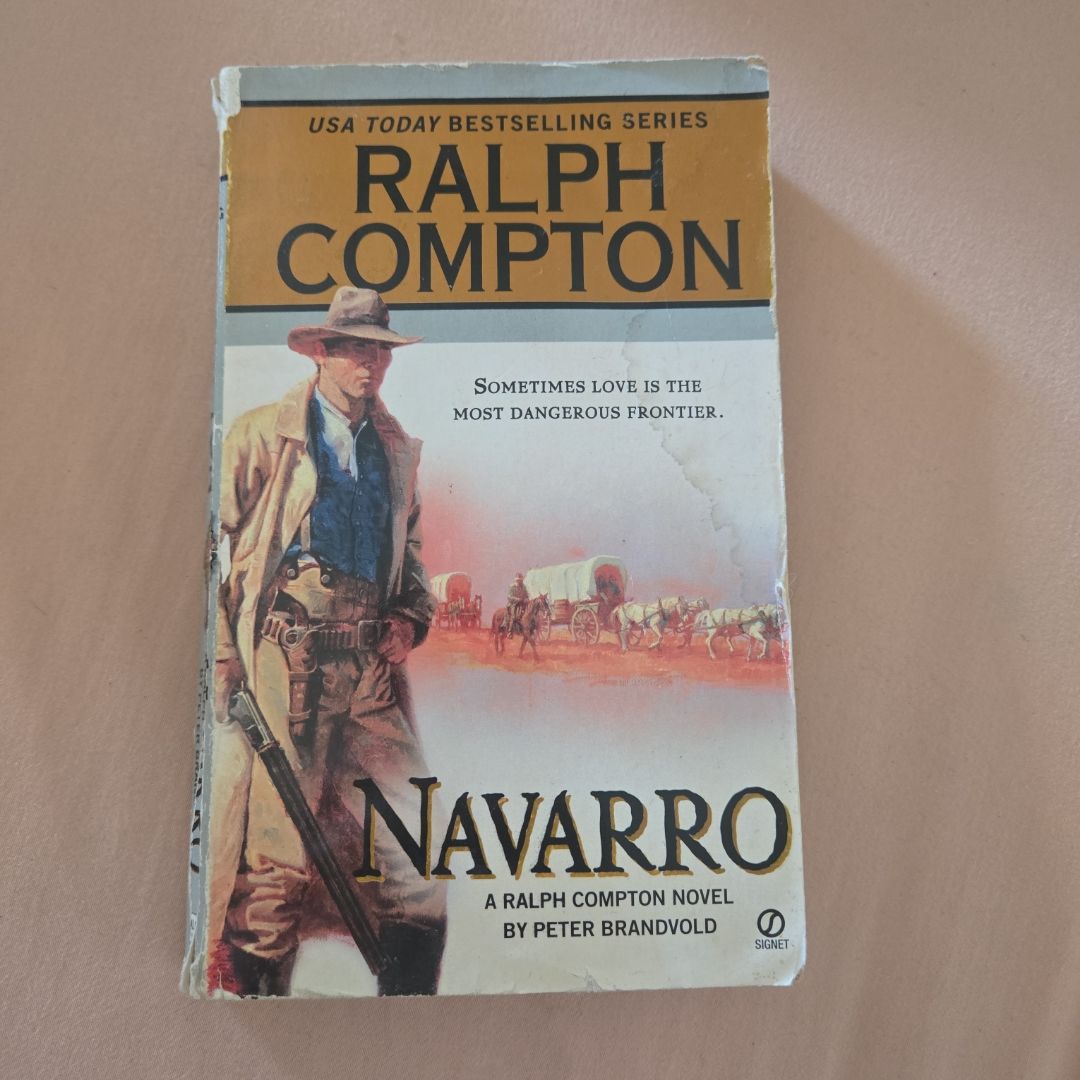 USA TODAY BESTSELLING SERIES
RALPH
COMPTON
SOMETIMES LOVE IS THE
MOST DANGEROUS FRONTIER.
NAVARRO
A RALPH COMPTON NOVEL
BY PETER BRANDVOLD
SIGNET